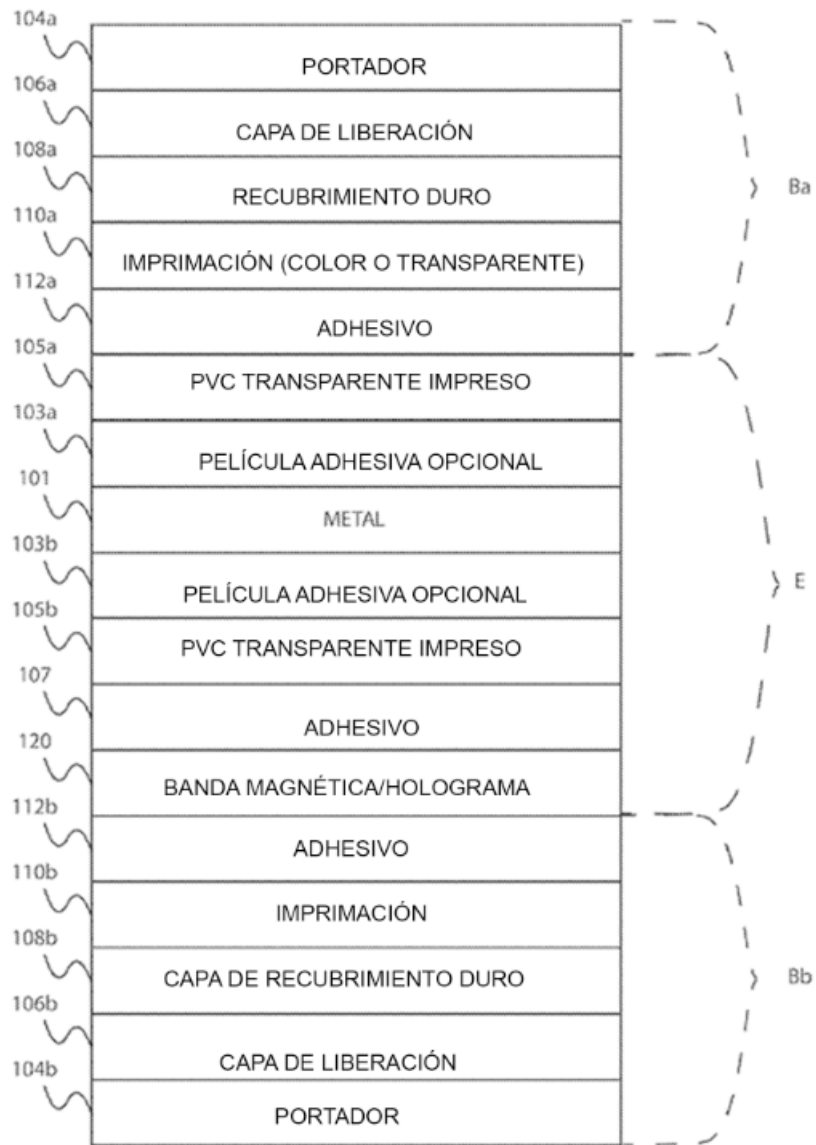 104a
PORTADOR
106a
CAPA DE LIBERACIÓN
108a
RECUBRIMIENTO DURO
Ba
110a
IMPRIMACIÓN (COLOR O TRANSPARENTE)
112a
ADHESIVO
105a
PVC TRANSPARENTE IMPRESO
103a
PELÍCULA ADHESIVA OPCIONAL
101
METAL
103b
PELÍCULA ADHESIVA OPCIONAL
E
105b
PVC TRANSPARENTE IMPRESO
107
ADHESIVO
120
BANDA MAGNÉTICA/HOLOGRAMA
112b
ADHESIVO
110b
IMPRIMACIÓN
108b
CAPA DE RECUBRIMIENTO DURO
Bb
106b
CAPA DE LIBERACIÓN
104b
PORTADOR